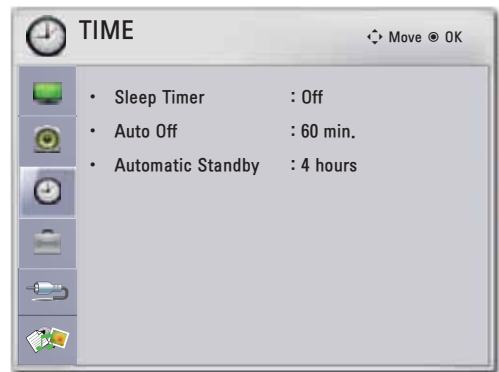 TIME
Move ◉ OK
• Sleep Timer : Off
• Auto Off : 60 min.
• Automatic Standby : 4 hours